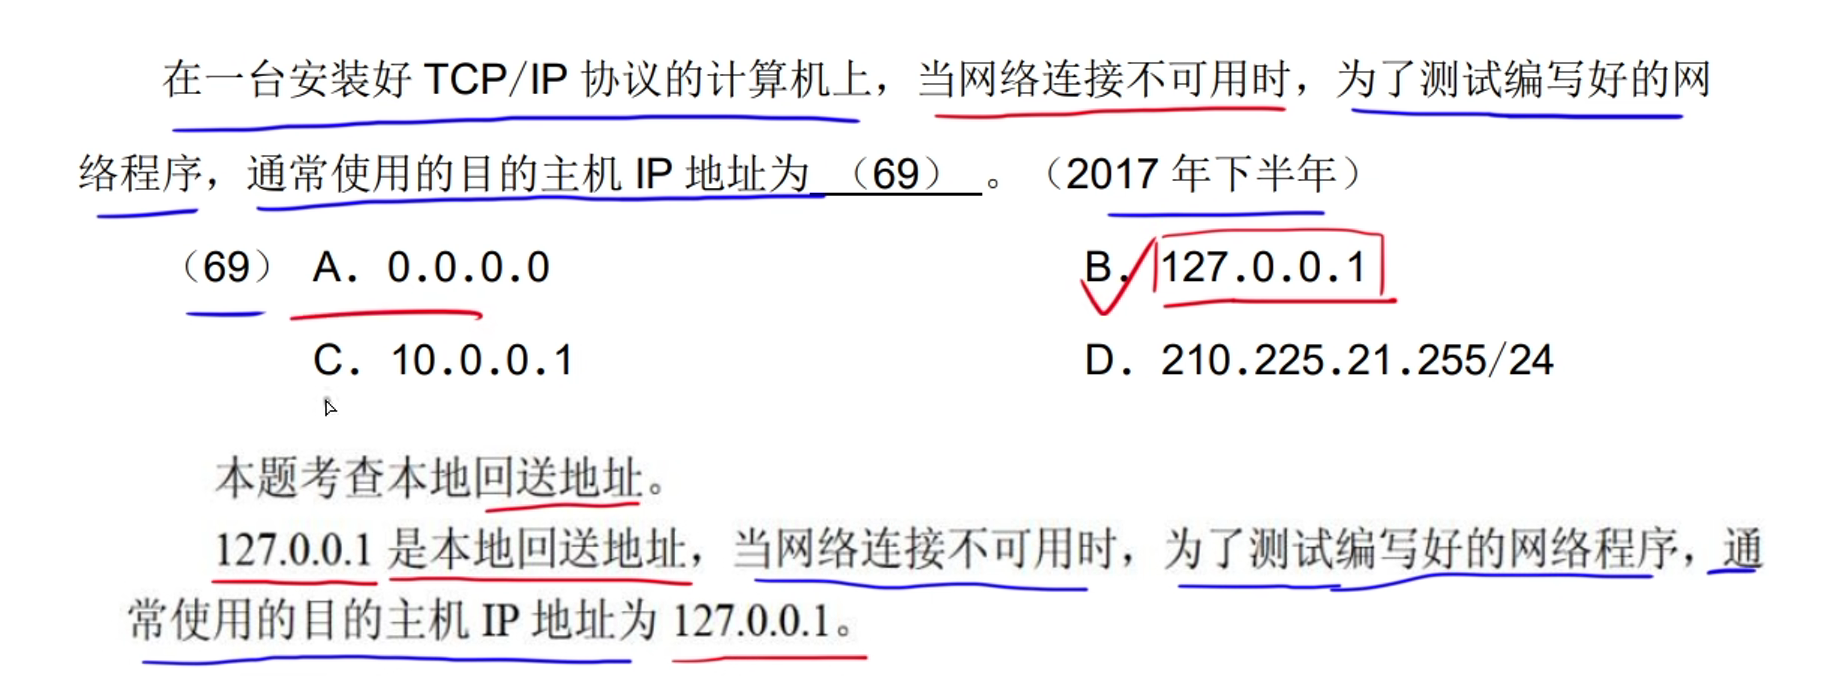 在一台安装好 TCP/IP 协议的计算机上，当网络连接不可用时，为了测试编写好的网
络程序，通常使用的目的主机 IP 地址为 （69） 。（2017 年下半年）
（69） A. 0.0.0.0 B. 127.0.0.1
C. 10.0.0.1 D. 210.225.21.255/24
本题考查本地回送地址。
127.0.0.1 是本地回送地址，当网络连接不可用时，为了测试编写好的网络程序，通
常使用的目的主机 IP 地址为 127.0.0.1。